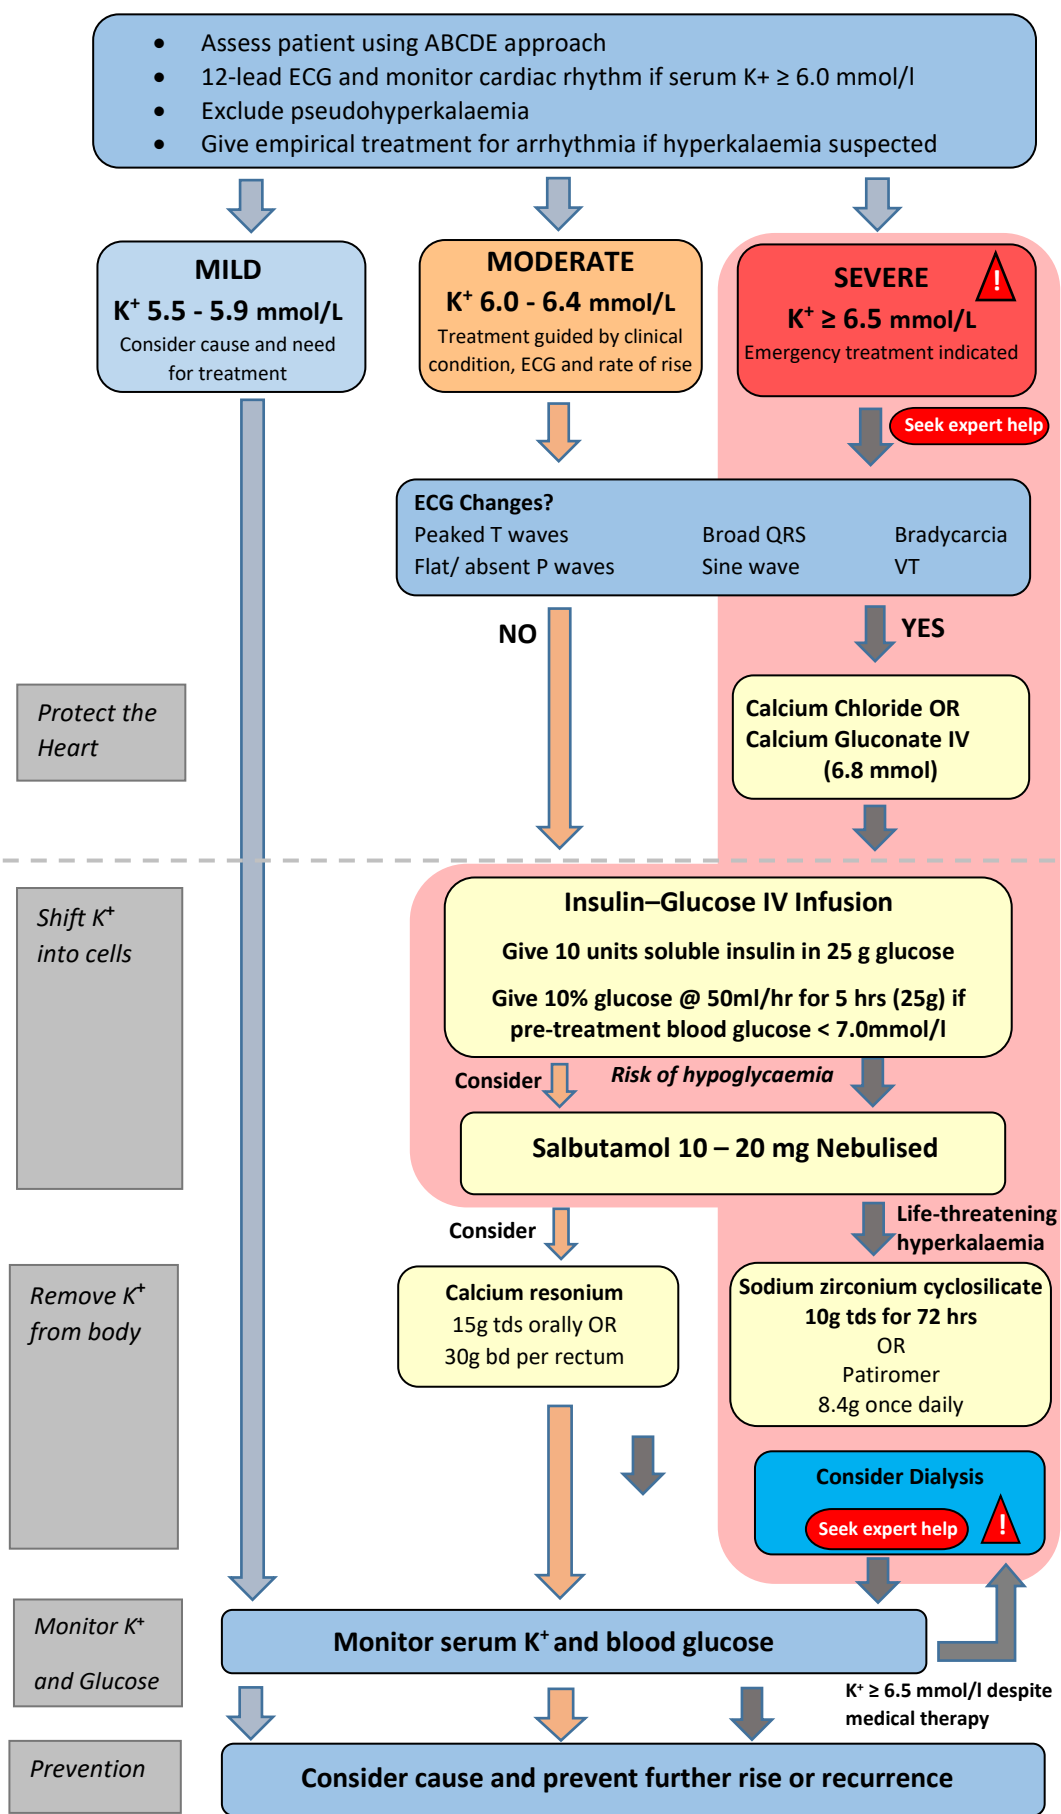 • Assess patient using ABCDE approach
• 12-lead ECG and monitor cardiac rhythm if serum K+ ≥ 6.0 mmol/l
• Exclude pseudohyperkalaemia
• Give empirical treatment for arrhythmia if hyperkalaemia suspected
MILD
K⁺ 5.5 - 5.9 mmol/L
Consider cause and need
for treatment
MODERATE
K⁺ 6.0 - 6.4 mmol/L
Treatment guided by clinical
condition, ECG and rate of rise
SEVERE
!
K⁺ ≥ 6.5 mmol/L
Emergency treatment indicated
Seek expert help
ECG Changes?
Peaked T waves Broad QRS Bradycarcia
Flat/ absent P waves Sine wave VT
NO
YES
Protect the
Heart
Calcium Chloride OR
Calcium Gluconate IV
(6.8 mmol)
Shift K⁺
into cells
Insulin–Glucose IV Infusion
Give 10 units soluble insulin in 25 g glucose
Give 10% glucose @ 50ml/hr for 5 hrs (25g) if
pre-treatment blood glucose < 7.0mmol/l
Consider
Risk of hypoglycaemia
Salbutamol 10 – 20 mg Nebulised
Consider
Life-threatening
hyperkalaemia
Remove K⁺
from body
Calcium resonium
15g tds orally OR
30g bd per rectum
Sodium zirconium cyclosilicate
10g tds for 72 hrs
OR
Patiromer
8.4g once daily
Consider Dialysis
Seek expert help
!
Monitor K⁺
and Glucose
Monitor serum K⁺ and blood glucose
K⁺ ≥ 6.5 mmol/l despite
medical therapy
Prevention
Consider cause and prevent further rise or recurrence